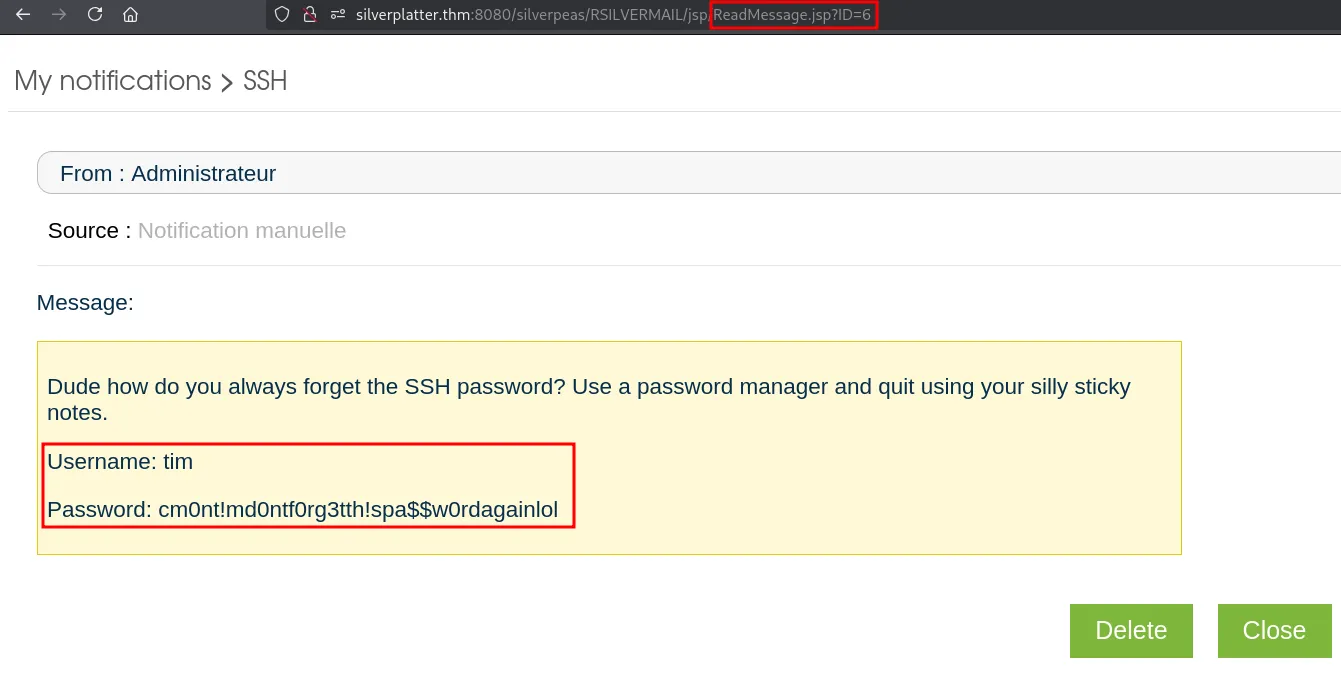 silverplatter.thm:8080/silverpeas/RSILVERMAIL/jsp/ReadMessage.jsp?ID=6
My notifications > SSH
From : Administrateur
Source : Notification manuelle
Message:
Dude how do you always forget the SSH password? Use a password manager and quit using your silly sticky
notes.
Username: tim
Password: cm0nt!md0ntf0rg3tth!spa$$w0rdagainlol
Delete Close